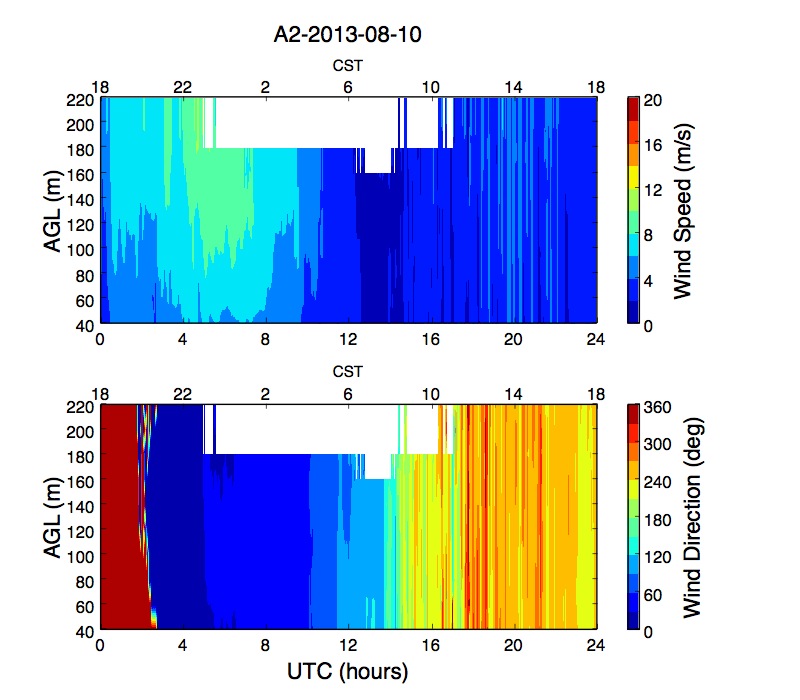 A2-2013-08-10
CST
18 22 2 6 10 14 18
220
200
180
160
140
120
100
80
60
40
AGL (m)
0 4 8 12 16 20 24
20
16
12
8
4
0
Wind Speed (m/s)
CST
18 22 2 6 10 14 18
220
200
180
160
140
120
100
80
60
40
AGL (m)
0 4 8 12 16 20 24
UTC (hours)
360
300
240
180
120
60
0
Wind Direction (deg)